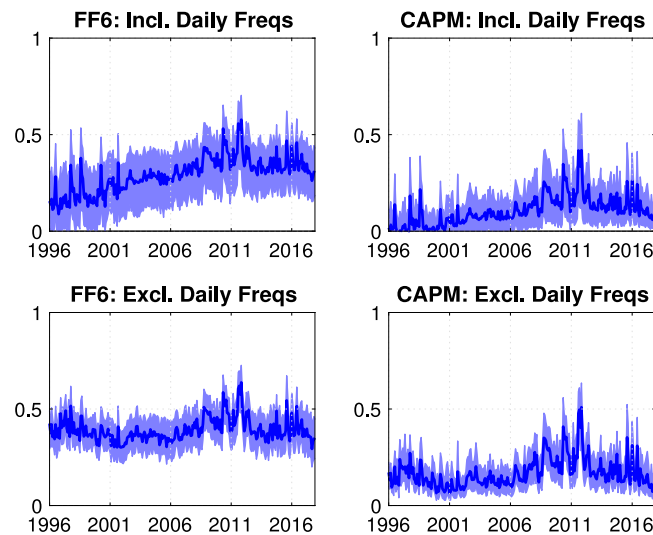 FF6: Incl. Daily Freqs
1
0.5
0
1996 2001 2006 2011 2016
CAPM: Incl. Daily Freqs
1
0.5
0
1996 2001 2006 2011 2016
FF6: Excl. Daily Freqs
1
0.5
0
1996 2001 2006 2011 2016
CAPM: Excl. Daily Freqs
1
0.5
0
1996 2001 2006 2011 2016